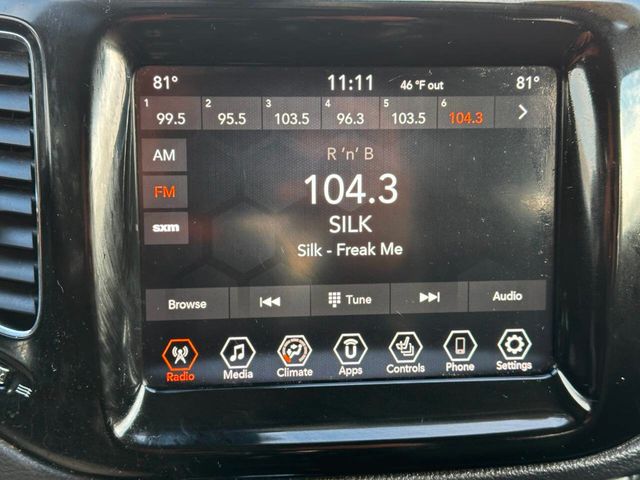 81° 11:11 46 °F out 81°
1 2 3 4 5 6
99.5 95.5 103.5 96.3 103.5 104.3
AM
R 'n' B
FM
104.3
sxm
SILK
Silk - Freak Me
Browse Tune Audio
Radio Media Climate Apps Controls Phone Settings